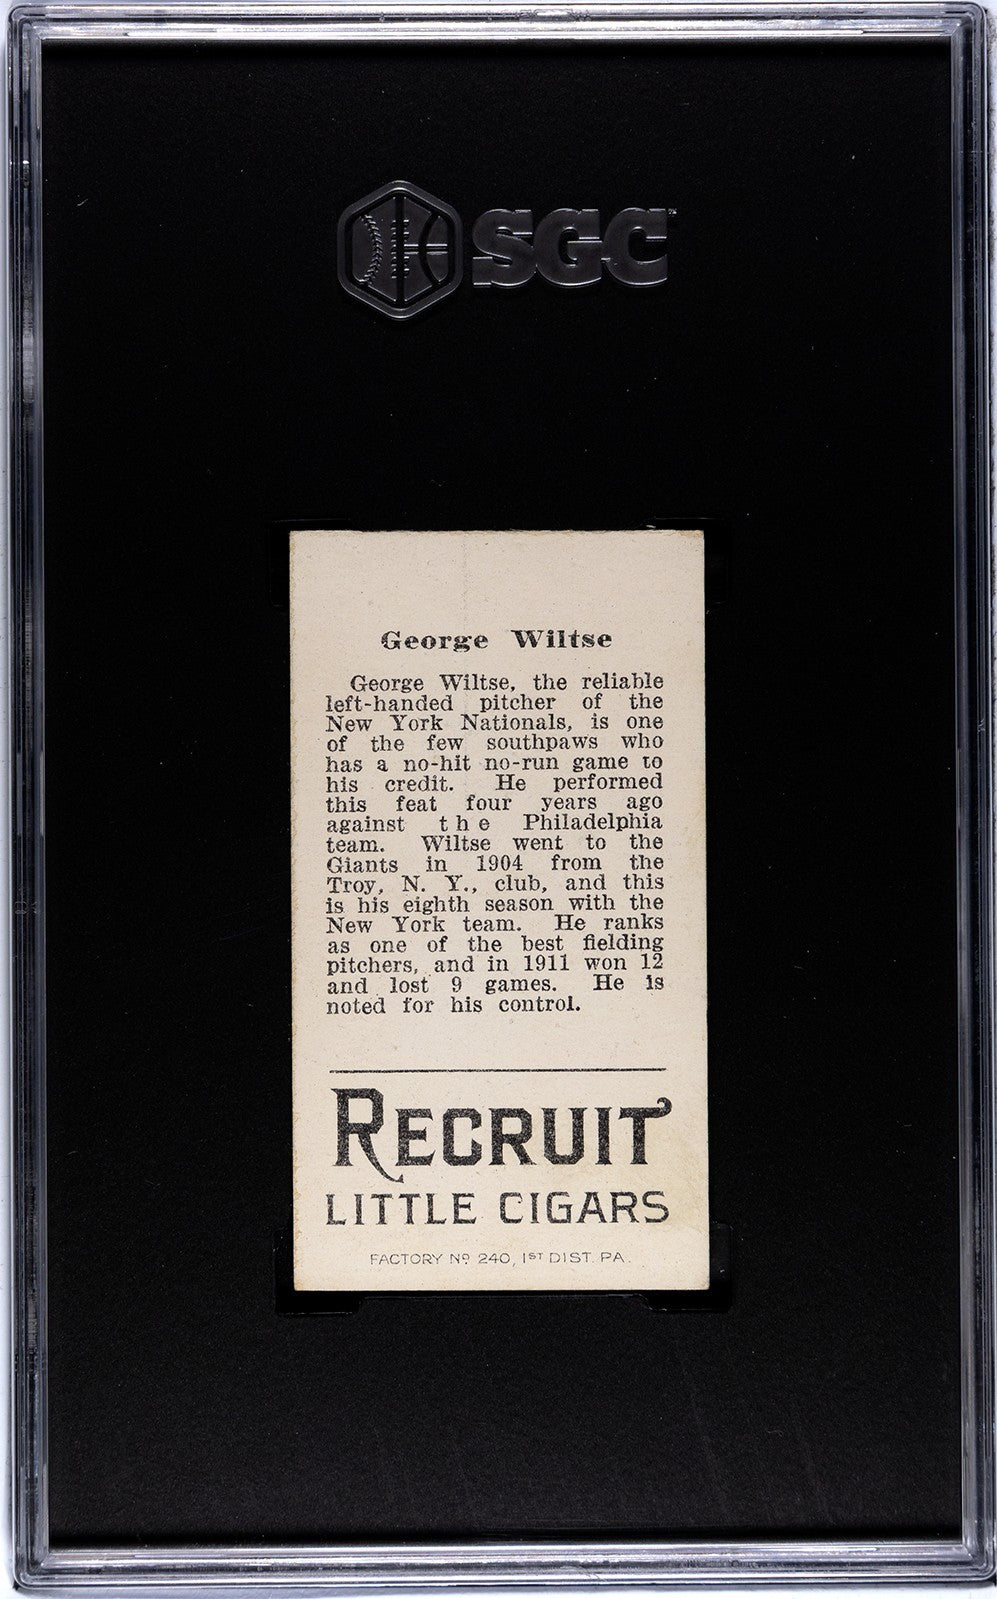 SGC™
George Wiltse
George Wiltse, the reliable
left-handed pitcher of the
New York Nationals, is one
of the few southpaws who
has a no-hit no-run game to
his credit. He performed
this feat four years ago
against the Philadelphia
team. Wiltse went to the
Giants in 1904 from the
Troy, N. Y., club, and this
is his eighth season with the
New York team. He ranks
as one of the best fielding
pitchers, and in 1911 won 12
and lost 9 games. He is
noted for his control.
RECRUIT
LITTLE CIGARS
FACTORY Nº 240, 1ST DIST. PA.